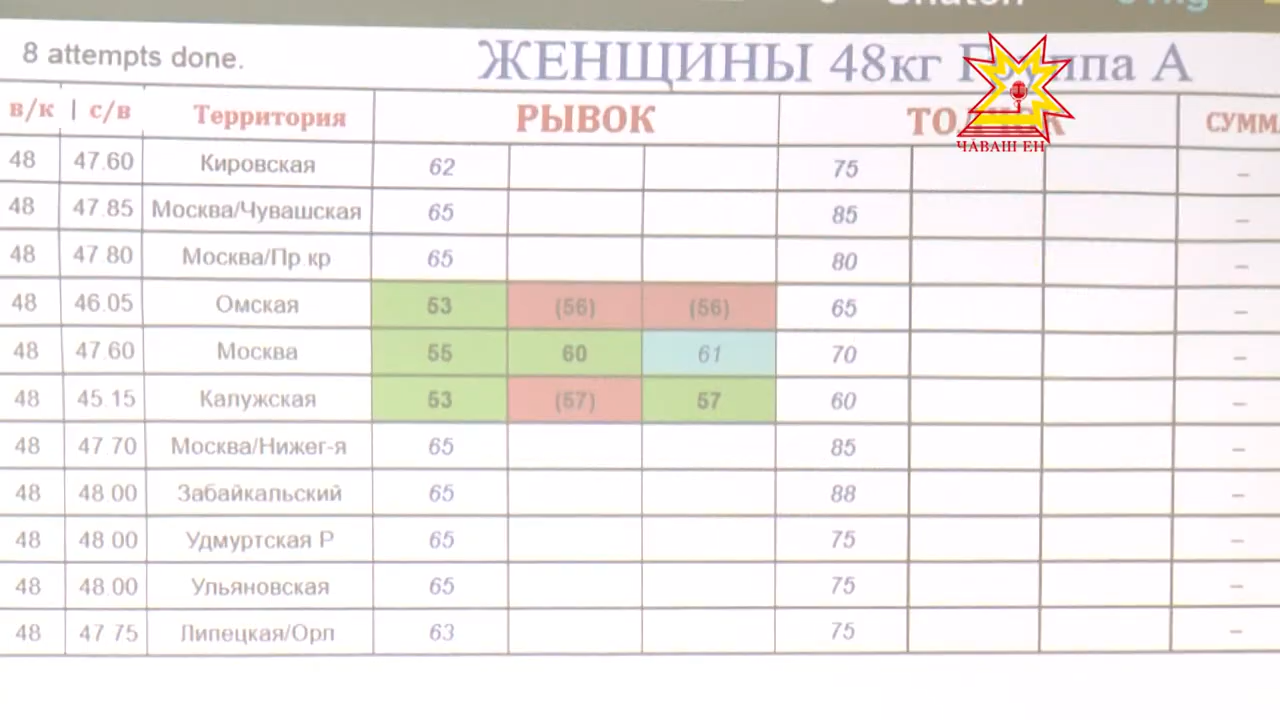 8 attempts done.
ЖЕНЩИНЫ 48кг Группа А
ЧӐВАШ ЕН
в/к | с/в Территория РЫВОК ТОЛЧОК СУММ
48 47.60 Кировская 62 75 –
48 47.85 Москва/Чувашская 65 85 –
48 47 80 Москва/Пр.кр 65 80 –
48 46.05 Омская 53 (56) (56) 65 –
48 47.60 Москва 55 60 61 70 –
48 45.15 Калужская 53 (57) 57 60 –
48 47 70 Москва/Нижег-я 65 85 –
48 48.00 Забайкальский 65 88 –
48 48 00 Удмуртская Р 65 75 –
48 48.00 Ульяновская 65 75 –
48 47 75 Липецкая/Орл 63 75 –